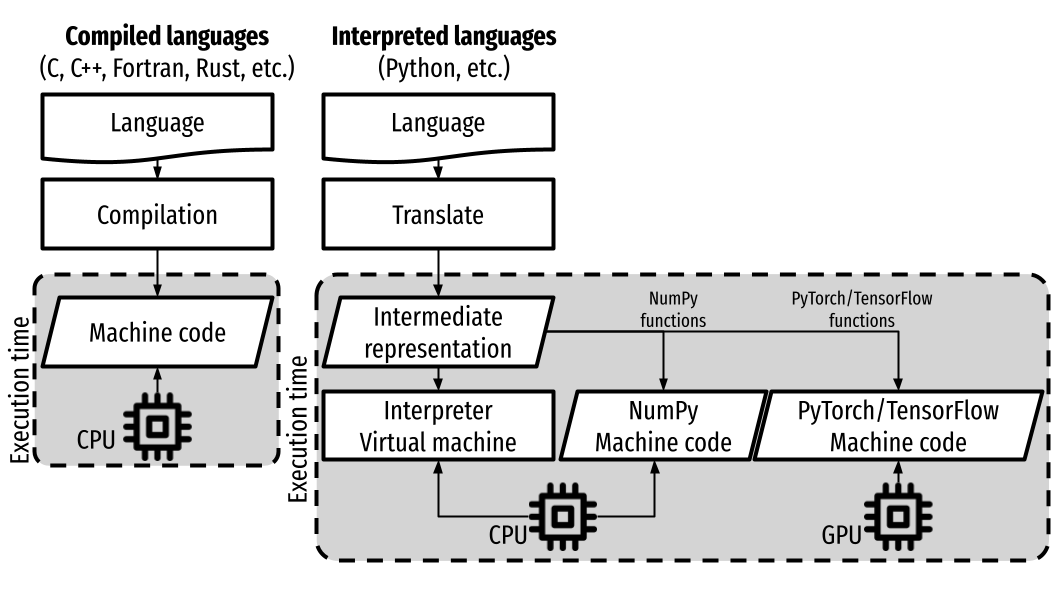 Compiled languages
(C, C++, Fortran, Rust, etc.)
Language
Compilation
Machine code
CPU
Execution time
Interpreted languages
(Python, etc.)
Language
Translate
Intermediate
representation
NumPy
functions
PyTorch/TensorFlow
functions
Interpreter
Virtual machine
NumPy
Machine code
PyTorch/TensorFlow
Machine code
CPU
GPU
Execution time